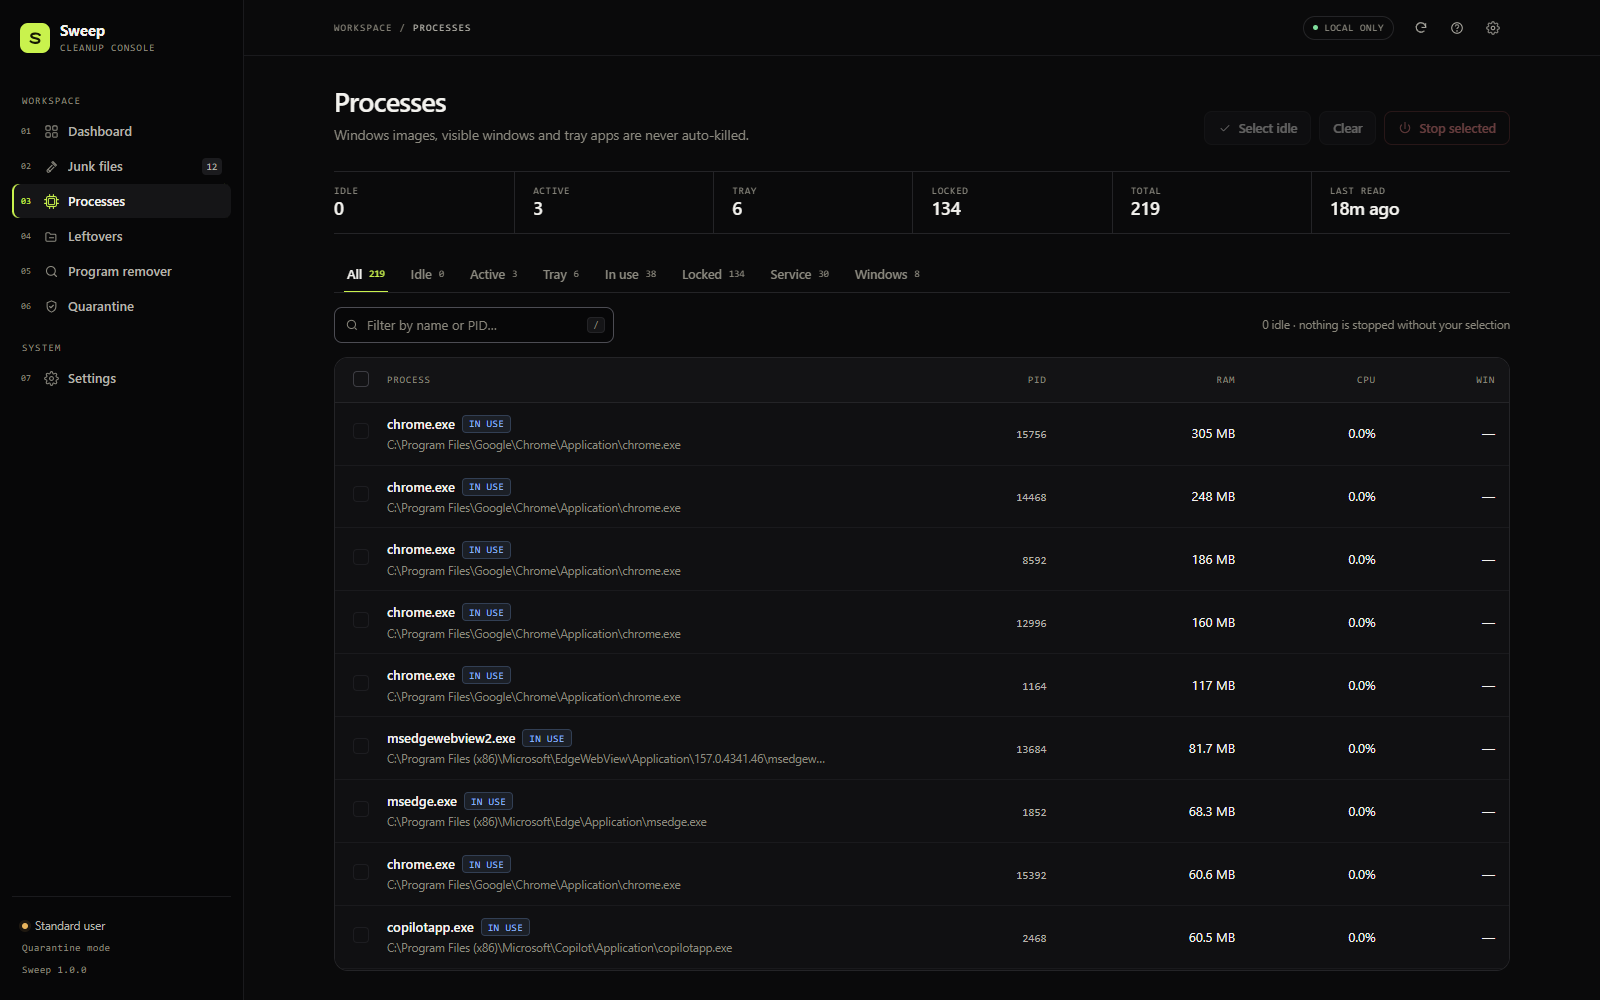 S
Sweep
CLEANUP CONSOLE
WORKSPACE
01 Dashboard
02 Junk files 12
03 Processes
04 Leftovers
05 Program remover
06 Quarantine
SYSTEM
07 Settings
Standard user
Quarantine mode
Sweep 1.0.0
WORKSPACE / PROCESSES
LOCAL ONLY
Processes
Windows images, visible windows and tray apps are never auto-killed.
Select idle Clear Stop selected
IDLE ACTIVE TRAY LOCKED TOTAL LAST READ
0 3 6 134 219 18m ago
All 219 Idle 0 Active 3 Tray 6 In use 38 Locked 134 Service 30 Windows 8
Filter by name or PID... /
0 idle · nothing is stopped without your selection
PROCESS PID RAM CPU WIN
chrome.exe IN USE
C:\Program Files\Google\Chrome\Application\chrome.exe
15756 305 MB 0.0% —
chrome.exe IN USE
C:\Program Files\Google\Chrome\Application\chrome.exe
14468 248 MB 0.0% —
chrome.exe IN USE
C:\Program Files\Google\Chrome\Application\chrome.exe
8592 186 MB 0.0% —
chrome.exe IN USE
C:\Program Files\Google\Chrome\Application\chrome.exe
12996 160 MB 0.0% —
chrome.exe IN USE
C:\Program Files\Google\Chrome\Application\chrome.exe
1164 117 MB 0.0% —
msedgewebview2.exe IN USE
C:\Program Files (x86)\Microsoft\EdgeWebView\Application\157.0.4341.46\msedgew...
13684 81.7 MB 0.0% —
msedge.exe IN USE
C:\Program Files (x86)\Microsoft\Edge\Application\msedge.exe
1852 68.3 MB 0.0% —
chrome.exe IN USE
C:\Program Files\Google\Chrome\Application\chrome.exe
15392 60.6 MB 0.0% —
copilotapp.exe IN USE
C:\Program Files (x86)\Microsoft\Copilot\Application\copilotapp.exe
2468 60.5 MB 0.0% —